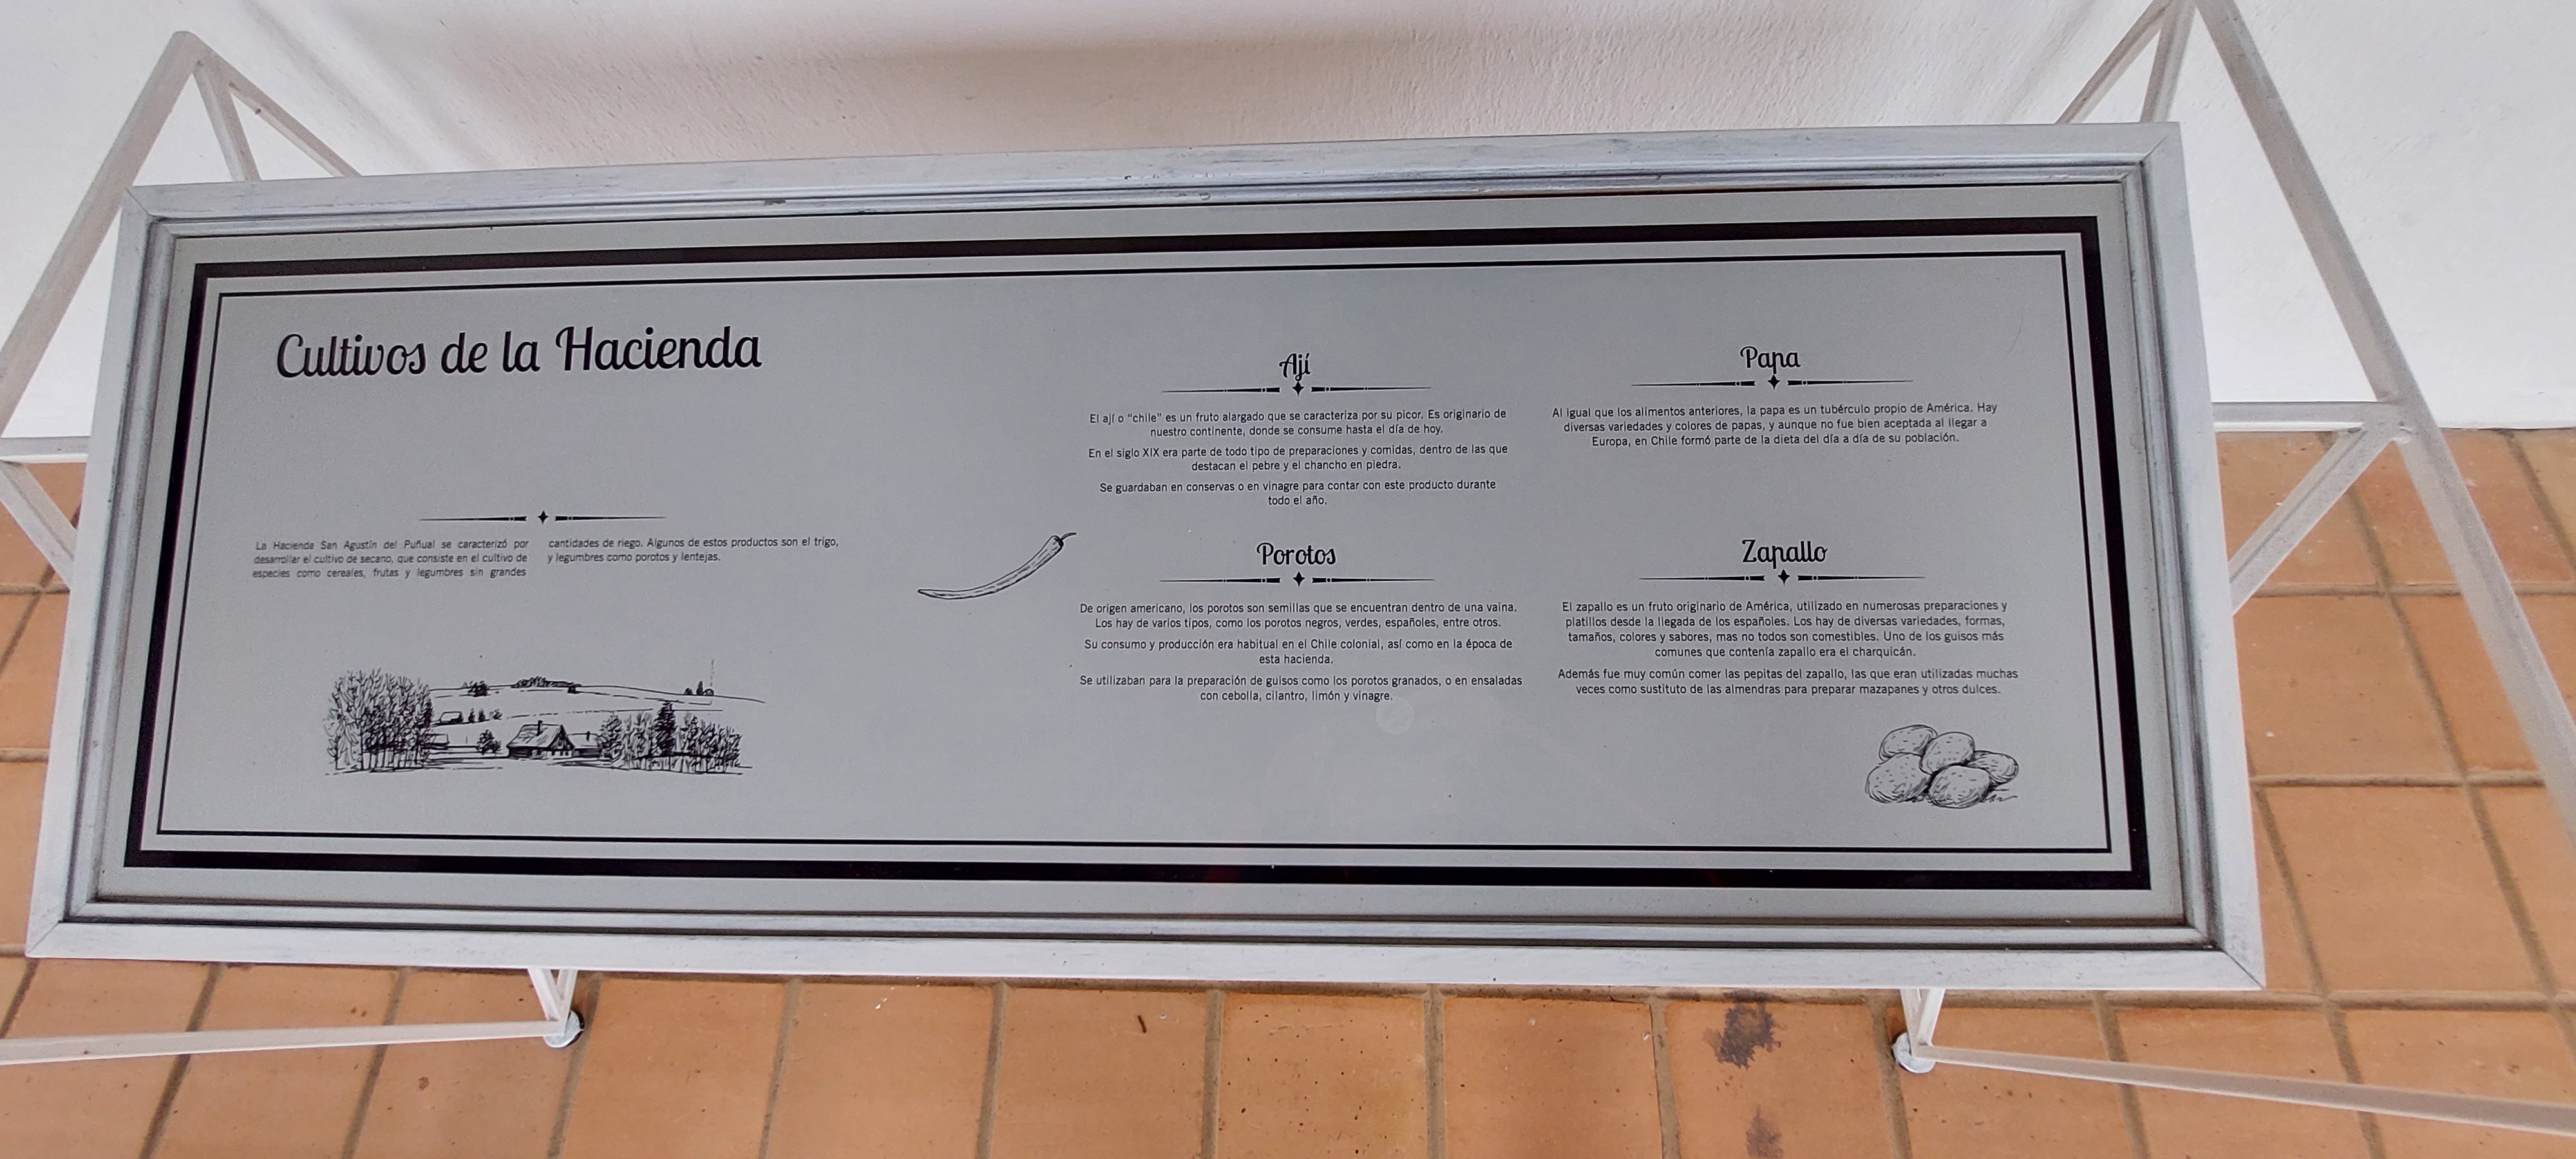 Cultivos de la Hacienda
La Hacienda San Agustín del Puñual se caracterizó por
desarrollar el cultivo de secano, que consiste en el cultivo de
especies como cereales, frutas y legumbres sin grandes
cantidades de riego. Algunos de estos productos son el trigo,
y legumbres como porotos y lentejas.
Ají
El ají o "chile" es un fruto alargado que se caracteriza por su picor. Es originario de
nuestro continente, donde se consume hasta el día de hoy.
En el siglo XIX era parte de todo tipo de preparaciones y comidas, dentro de las que
destacan el pebre y el chancho en piedra.
Se guardaban en conservas o en vinagre para contar con este producto durante
todo el año.
Porotos
De origen americano, los porotos son semillas que se encuentran dentro de una vaina.
Los hay de varios tipos, como los porotos negros, verdes, españoles, entre otros.
Su consumo y producción era habitual en el Chile colonial, así como en la época de
esta hacienda.
Se utilizaban para la preparación de guisos como los porotos granados, o en ensaladas
con cebolla, cilantro, limón y vinagre.
Papa
Al igual que los alimentos anteriores, la papa es un tubérculo propio de América. Hay
diversas variedades y colores de papas, y aunque no fue bien aceptada al llegar a
Europa, en Chile formó parte de la dieta del día a día de su población.
Zapallo
El zapallo es un fruto originario de América, utilizado en numerosas preparaciones y
platillos desde la llegada de los españoles. Los hay de diversas variedades, formas,
tamaños, colores y sabores, mas no todos son comestibles. Uno de los guisos más
comunes que contenía zapallo era el charquicán.
Además fue muy común comer las pepitas del zapallo, las que eran utilizadas muchas
veces como sustituto de las almendras para preparar mazapanes y otros dulces.